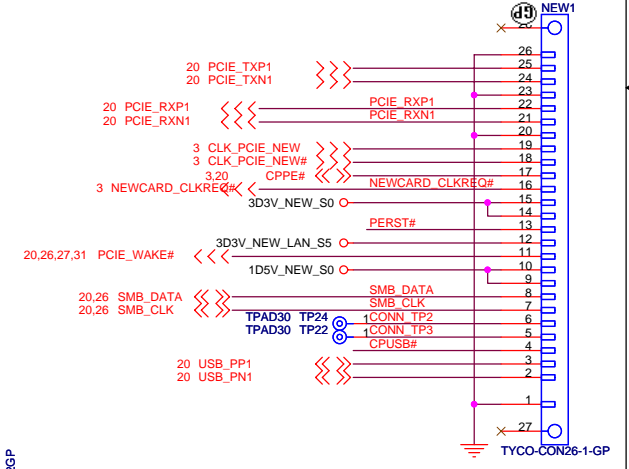 GP NEW1
26
20 PCIE_TXP1 25
20 PCIE_TXN1 24
23
20 PCIE_RXP1 PCIE_RXP1 22
20 PCIE_RXN1 PCIE_RXN1 21
20
3 CLK_PCIE_NEW 19
3 CLK_PCIE_NEW# 18
3,20 CPPE# 17
3 NEWCARD_CLKREQ# NEWCARD_CLKREQ# 16
3D3V_NEW_S0 15
14
PERST# 13
3D3V_NEW_LAN_S5 12
20,26,27,31 PCIE_WAKE# 11
1D5V_NEW_S0 10
9
20,26 SMB_DATA SMB_DATA 8
20,26 SMB_CLK SMB_CLK 7
TPAD30 TP24 1 CONN_TP2 6
TPAD30 TP22 1 CONN_TP3 5
CPUSB# 4
20 USB_PP1 3
20 USB_PN1 2
1
27
TYCO-CON26-1-GP